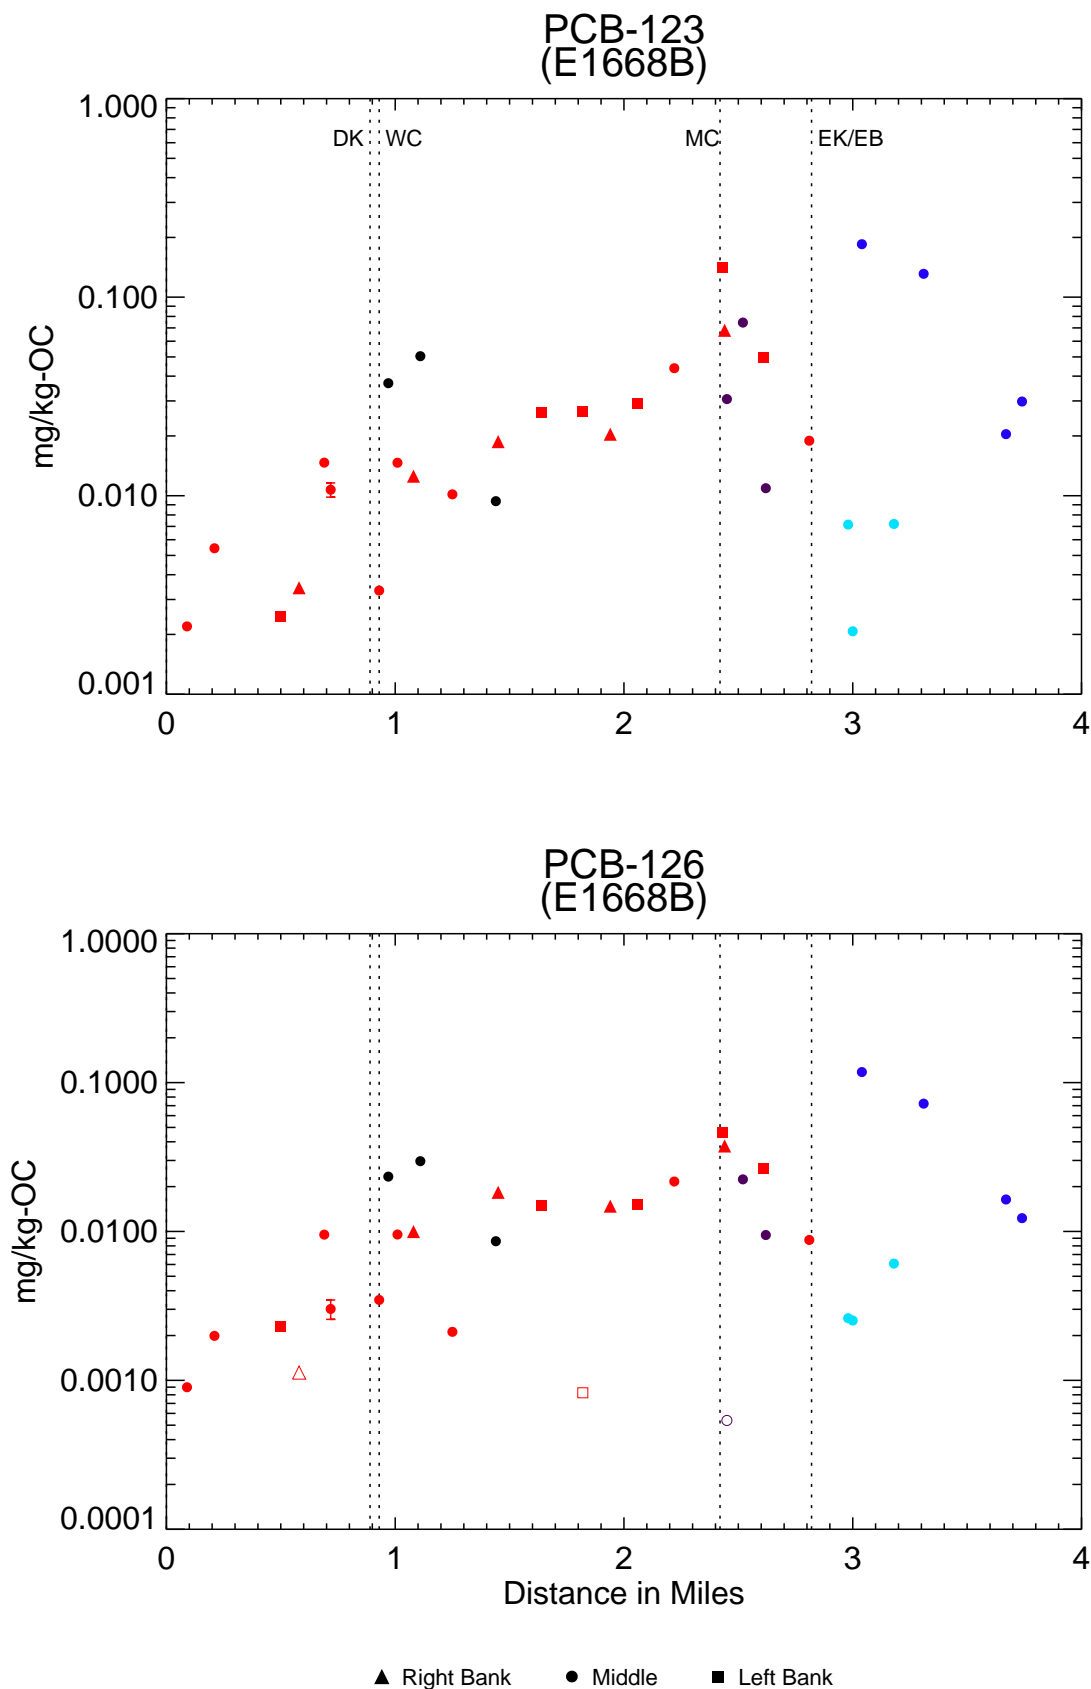 PCB-123
(E1668B)
1.000
DK WC MC EK/EB
0.100
mg/kg-OC
0.010
0.001
0 1 2 3 4
PCB-126
(E1668B)
1.0000
0.1000
mg/kg-OC
0.0100
0.0010
0.0001
0 1 2 3 4
Distance in Miles
Right Bank Middle Left Bank